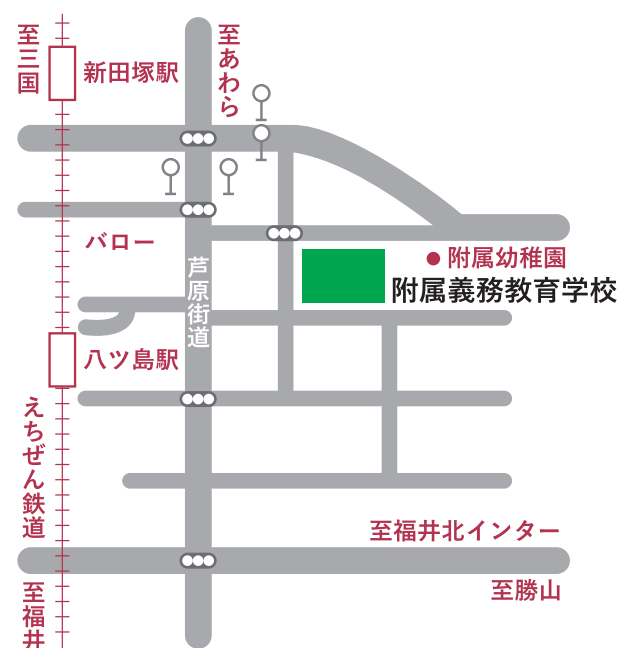 至三国
至あわら
新田塚駅
バロー
芦原街道
附属幼稚園
附属義務教育学校
八ツ島駅
えちぜん鉄道
至福井北インター
至勝山
至福井